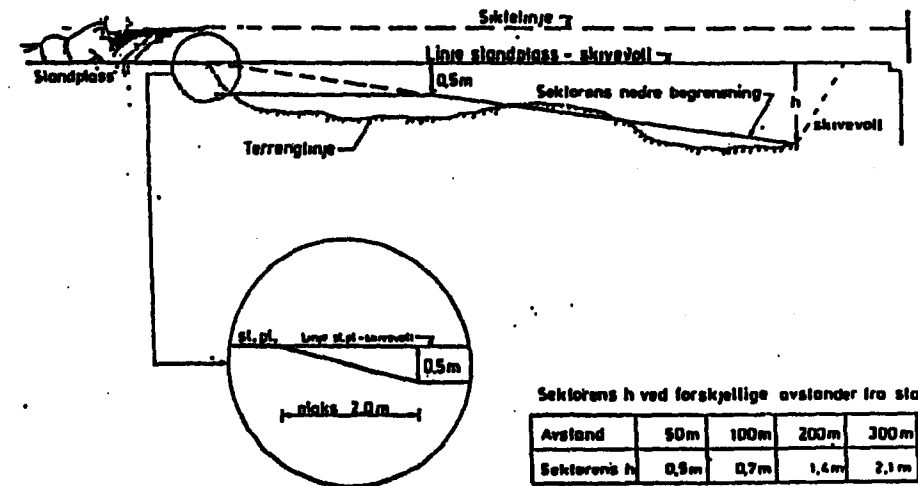 Siktelinje
Linje standplass - skivevoll
Standplass
0,5m
Sektorens nedre begrensning
h
skivevoll
Terrenglinje
st. pl.
Linje st.pl - skivevoll
0,5m
maks 2,0m
Sektorens h ved forskjellige avstander fra sta
Avstand 50m 100m 200m 300m
Sektorens h 0,5m 0,7m 1,4m 2,1m